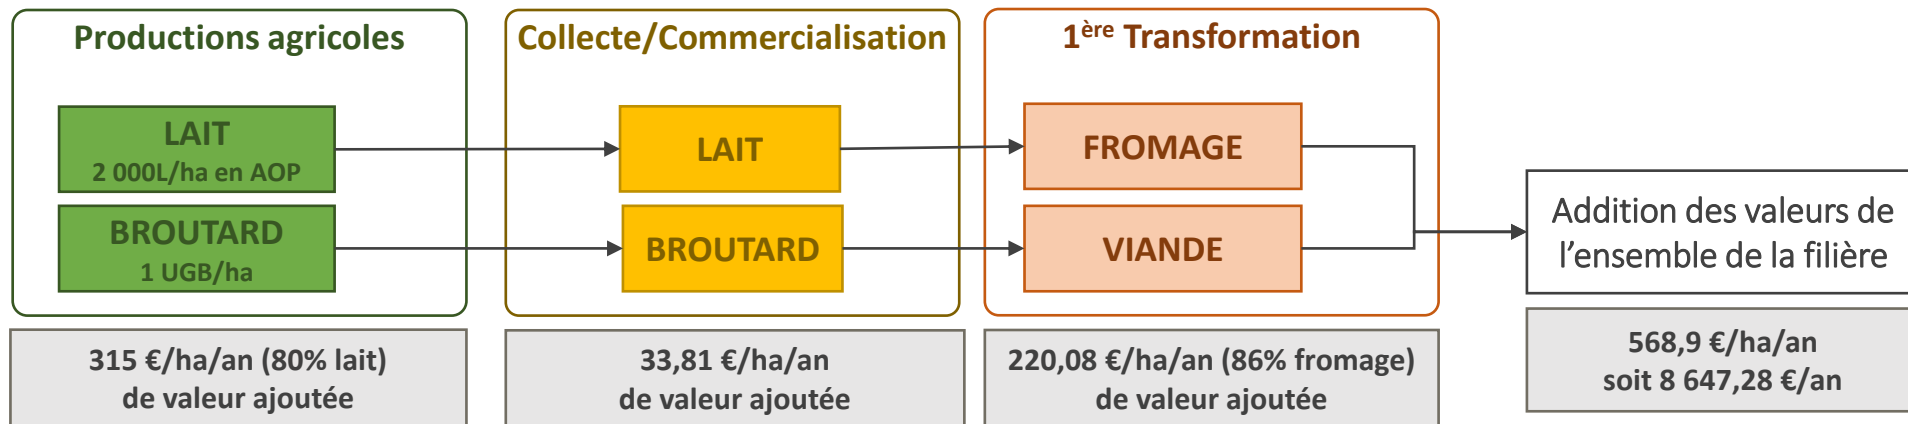 Productions agricoles
LAIT
2 000L/ha en AOP
BROUTARD
1 UGB/ha
315 €/ha/an (80% lait)
de valeur ajoutée
Collecte/Commercialisation
LAIT
BROUTARD
33,81 €/ha/an
de valeur ajoutée
1ère Transformation
FROMAGE
VIANDE
220,08 €/ha/an (86% fromage)
de valeur ajoutée
Addition des valeurs de
l'ensemble de la filière
568,9 €/ha/an
soit 8 647,28 €/an